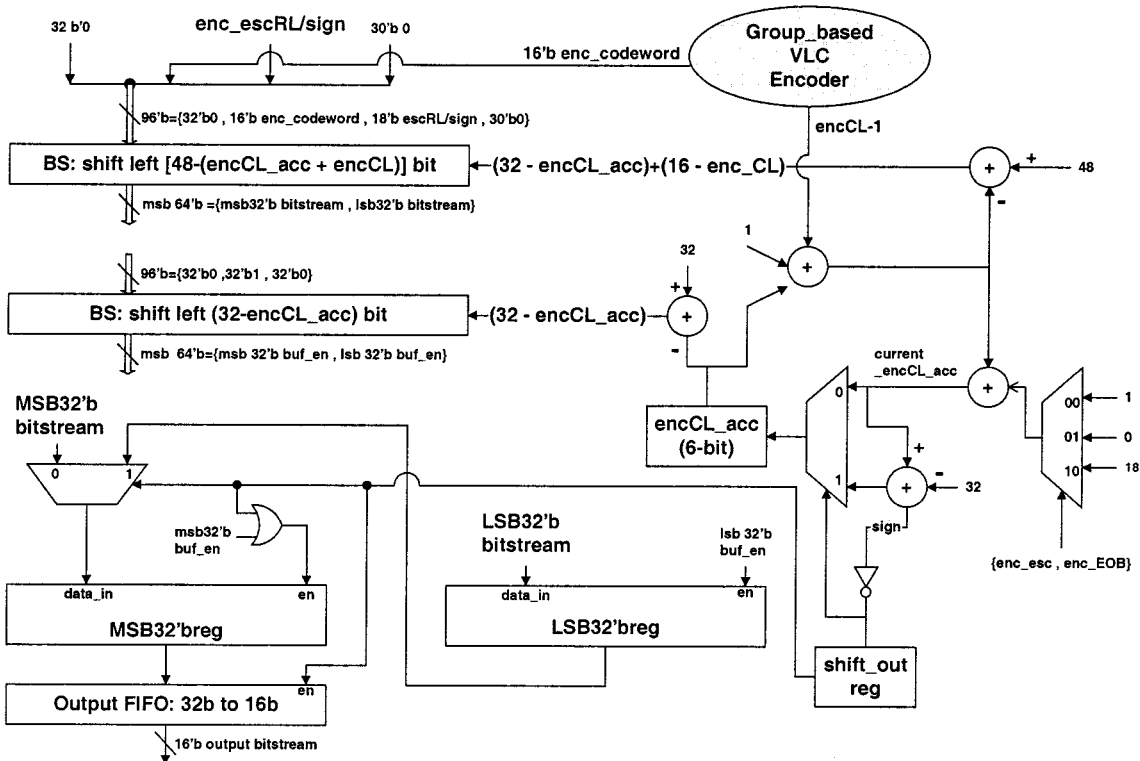 32 b'0
enc_escRL/sign
30'b 0
16'b enc_codeword
Group_based
VLC
Encoder
96'b={32'b0 , 16'b enc_codeword , 18'b escRL/sign , 30'b0}
encCL-1
BS: shift left [48-(encCL_acc + encCL)] bit
(32 - encCL_acc)+(16 - enc_CL)
+
+
48
-
msb 64'b ={msb32'b bitstream , lsb32'b bitstream}
1
32
+
96'b={32'b0 ,32'b1 , 32'b0}
+
BS: shift left (32-encCL_acc) bit
(32 - encCL_acc)
+
-
msb 64'b={msb 32'b buf_en , lsb 32'b buf_en}
current
_encCL_acc
+
MSB32'b
bitstream
encCL_acc
(6-bit)
0
1
00
1
01
0
10
18
+
-
+
32
0
1
sign
msb32'b
buf_en
LSB32'b
bitstream
lsb 32'b
buf_en
{enc_esc , enc_EOB}
data_in
en
MSB32'breg
data_in
en
LSB32'breg
shift_out
reg
en
Output FIFO: 32b to 16b
16'b output bitstream